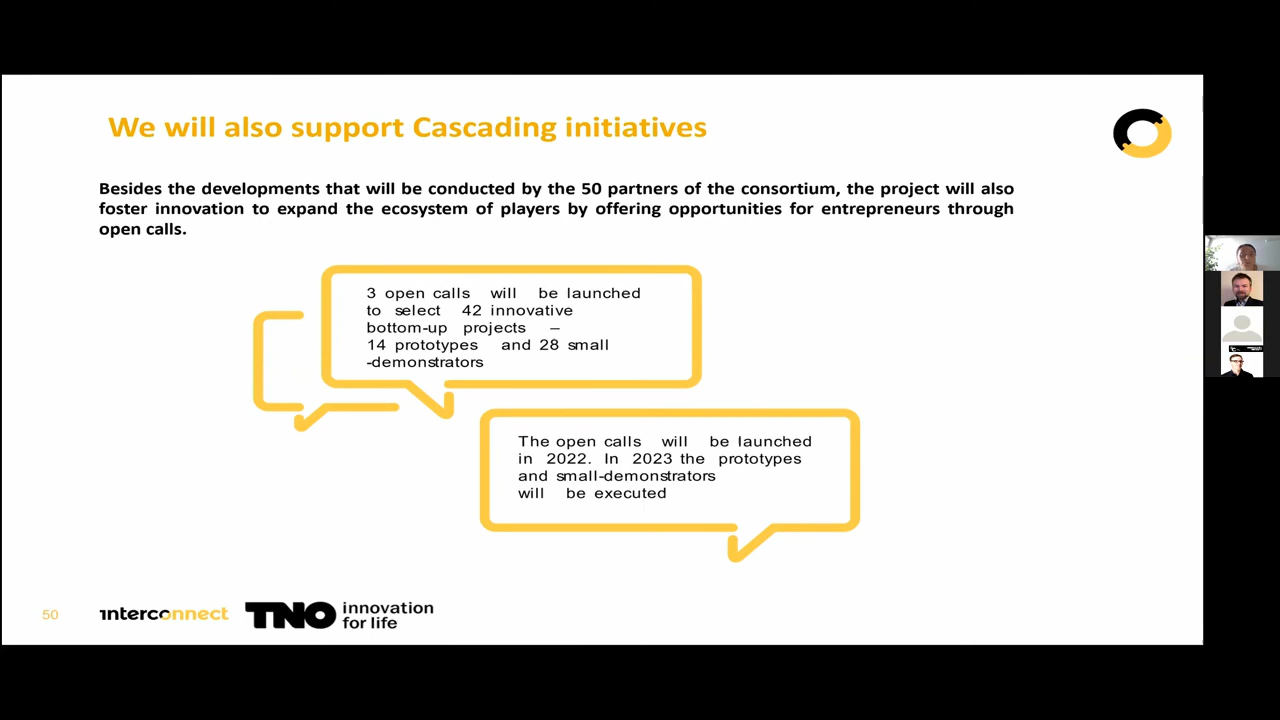 We will also support Cascading initiatives
Besides the developments that will be conducted by the 50 partners of the consortium, the project will also
foster innovation to expand the ecosystem of players by offering opportunities for entrepreneurs through
open calls.
3 open calls will be launched
to select 42 innovative
bottom-up projects –
14 prototypes and 28 small
-demonstrators
The open calls will be launched
in 2022. In 2023 the prototypes
and small-demonstrators
will be executed
50
interconnect
TNO innovation
for life